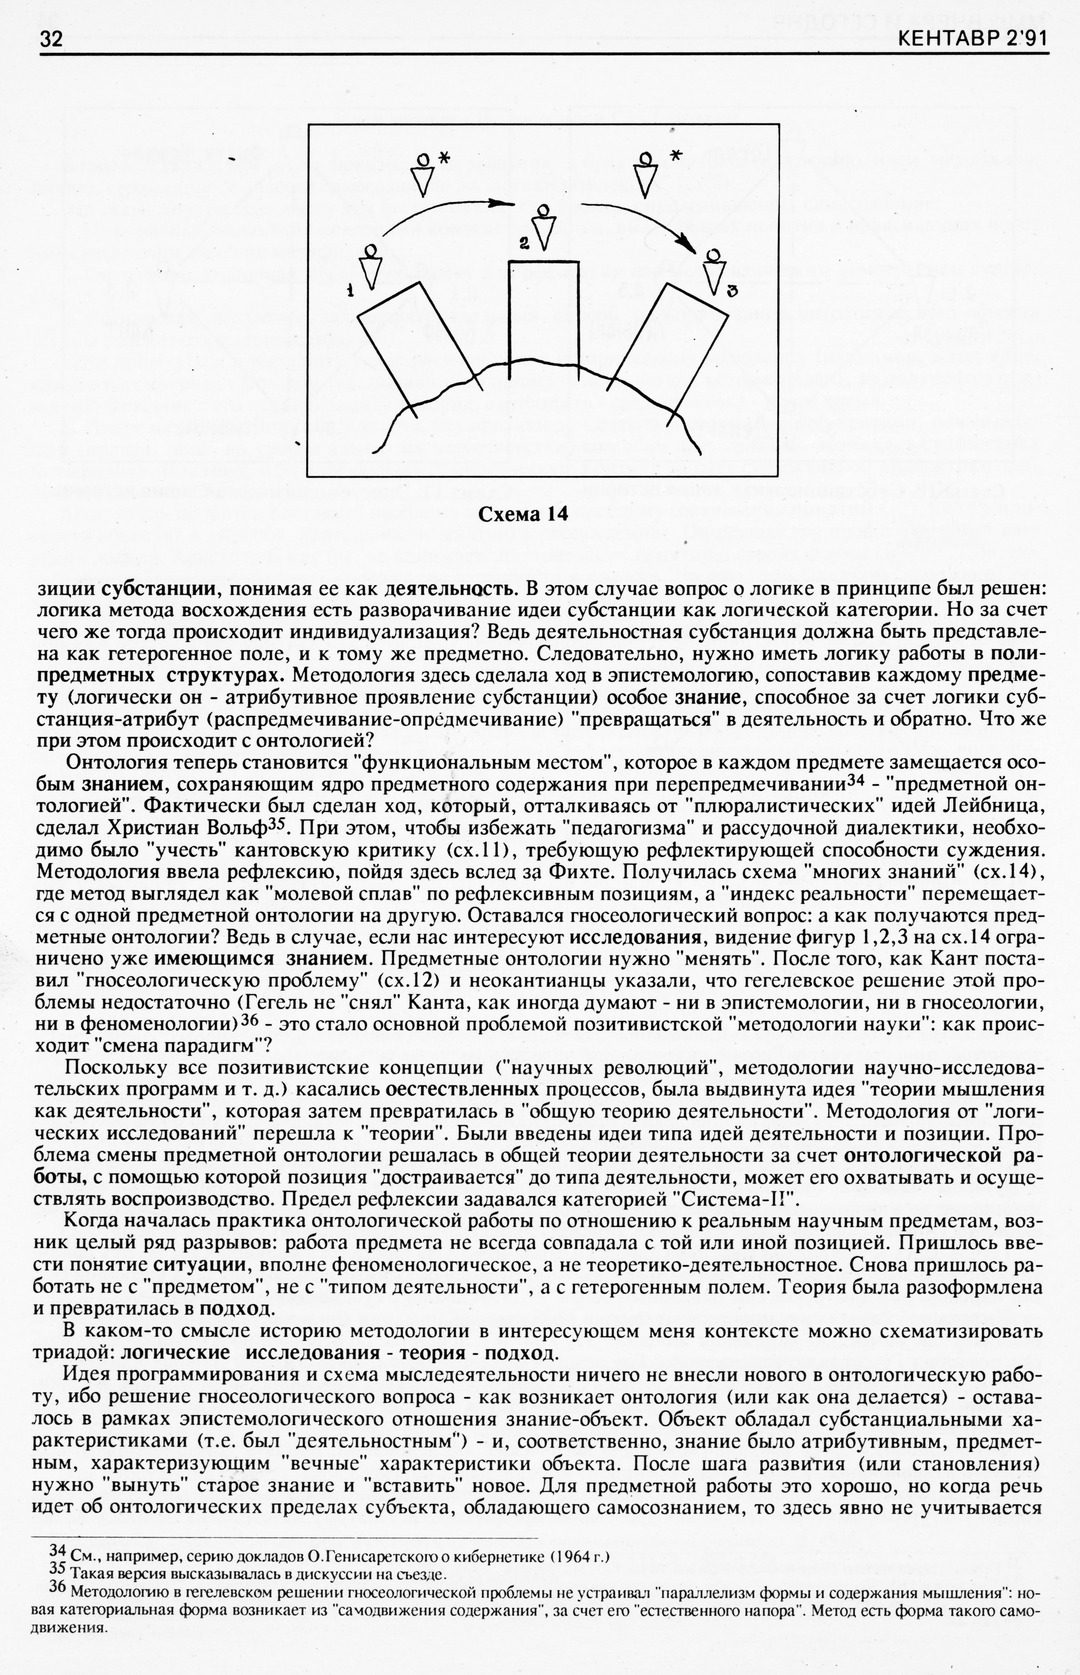 32
КЕНТАВР 2'91
*
*
2
1
3
Схема 14
зиции субстанции, понимая ее как деятельность. В этом случае вопрос о логике в принципе был решен:
логика метода восхождения есть разворачивание идеи субстанции как логической категории. Но за счет
чего же тогда происходит индивидуализация? Ведь деятельностная субстанция должна быть представле-
на как гетерогенное поле, и к тому же предметно. Следовательно, нужно иметь логику работы в поли-
предметных структурах. Методология здесь сделала ход в эпистемологию, сопоставив каждому предме-
ту (логически он - атрибутивное проявление субстанции) особое знание, способное за счет логики суб-
станция-атрибут (распредмечивание-опредмечивание) "превращаться" в деятельность и обратно. Что же
при этом происходит с онтологией?
Онтология теперь становится "функциональным местом", которое в каждом предмете замещается осо-
бым знанием, сохраняющим ядро предметного содержания при перепредмечивании34 - "предметной он-
тологией". Фактически был сделан ход, который, отталкиваясь от "плюралистических" идей Лейбница,
сделал Христиан Вольф35. При этом, чтобы избежать "педагогизма" и рассудочной диалектики, необхо-
димо было "учесть" кантовскую критику (сх.11), требующую рефлектирующей способности суждения.
Методология ввела рефлексию, пойдя здесь вслед за Фихте. Получилась схема "многих знаний" (сх.14),
где метод выглядел как "молевой сплав" по рефлексивным позициям, а "индекс реальности" перемещает-
ся с одной предметной онтологии на другую. Оставался гносеологический вопрос: а как получаются пред-
метные онтологии? Ведь в случае, если нас интересуют исследования, видение фигур 1,2,3 на сх.14 огра-
ничено уже имеющимся знанием. Предметные онтологии нужно "менять". После того, как Кант поста-
вил "гносеологическую проблему" (сх.12) и неокантианцы указали, что гегелевское решение этой про-
блемы недостаточно (Гегель не "снял" Канта, как иногда думают - ни в эпистемологии, ни в гносеологии,
ни в феноменологии)36 - это стало основной проблемой позитивистской "методологии науки": как проис-
ходит "смена парадигм"?
Поскольку все позитивистские концепции ("научных революций", методологии научно-исследова-
тельских программ и т. д.) касались оестествленных процессов, была выдвинута идея "теории мышления
как деятельности", которая затем превратилась в "общую теорию деятельности". Методология от "логи-
ческих исследований" перешла к "теории". Были введены идеи типа идей деятельности и позиции. Про-
блема смены предметной онтологии решалась в общей теории деятельности за счет онтологической ра-
боты, с помощью которой позиция "достраивается" до типа деятельности, может его охватывать и осуще-
ствлять воспроизводство. Предел рефлексии задавался категорией "Система-II".
Когда началась практика онтологической работы по отношению к реальным научным предметам, воз-
ник целый ряд разрывов: работа предмета не всегда совпадала с той или иной позицией. Пришлось вве-
сти понятие ситуации, вполне феноменологическое, а не теоретико-деятельностное. Снова пришлось ра-
ботать не с "предметом", не с "типом деятельности", а с гетерогенным полем. Теория была разоформлена
и превратилась в подход.
В каком-то смысле историю методологии в интересующем меня контексте можно схематизировать
триадой: логические исследования - теория - подход.
Идея программирования и схема мыследеятельности ничего не внесли нового в онтологическую рабо-
ту, ибо решение гносеологического вопроса - как возникает онтология (или как она делается) - остава-
лось в рамках эпистемологического отношения знание-объект. Объект обладал субстанциальными ха-
рактеристиками (т.е. был "деятельностным") - и, соответственно, знание было атрибутивным, предмет-
ным, характеризующим "вечные" характеристики объекта. После шага развития (или становления)
нужно "вынуть" старое знание и "вставить" новое. Для предметной работы это хорошо, но когда речь
идет об онтологических пределах субъекта, обладающего самосознанием, то здесь явно не учитывается
34 См., например, серию докладов О.Генисаретского о кибернетике (1964 г.)
35 Такая версия высказывалась в дискуссии на съезде.
36 Методологию в гегелевском решении гносеологической проблемы не устраивал "параллелизм формы и содержания мышления": но-
вая категориальная форма возникает из "самодвижения содержания", за счет его "естественного напора". Метод есть форма такого само-
движения.